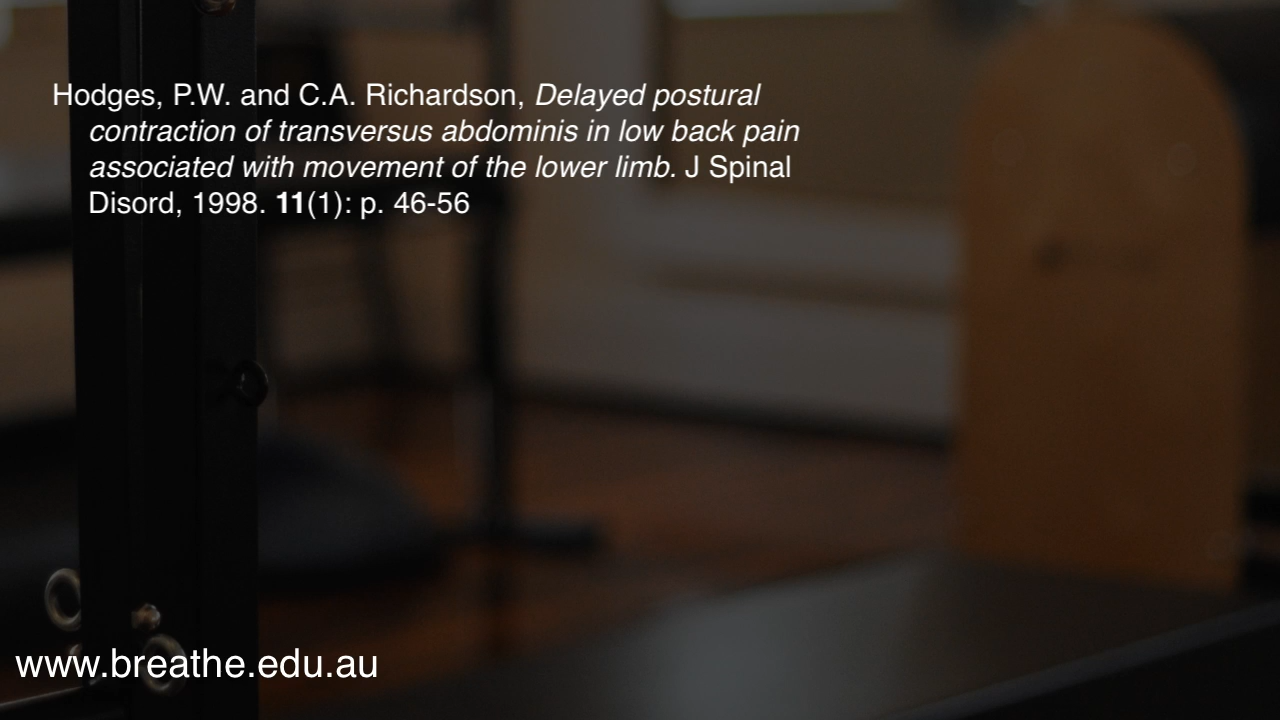 Hodges, P.W. and C.A. Richardson, Delayed postural
contraction of transversus abdominis in low back pain
associated with movement of the lower limb. J Spinal
Disord, 1998. 11(1): p. 46-56
www.breathe.edu.au